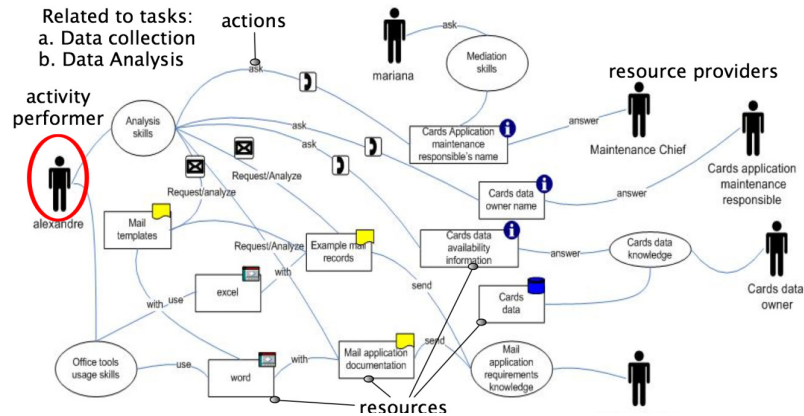 Related to tasks:
a. Data collection
b. Data Analysis
actions
ask
mariana
ask
Mediation
skills
resource providers
activity
performer
Analysis
skills
ask
ask
Cards Application
maintenance
responsible's name
answer
Maintenance Chief
Request/Analyze
Request/analyze
Cards data
owner name
answer
Cards application
maintenance
responsible
alexandre
Mail
templates
Request/Analyze
Example mail
records
Cards data
availability
information
answer
Cards data
knowledge
with
use
excel
with
send
Cards
data
Cards data
owner
Office tools
usage skills
use
word
with
Mail application
documentation
send
Mail
application
requirements
knowledge
resources